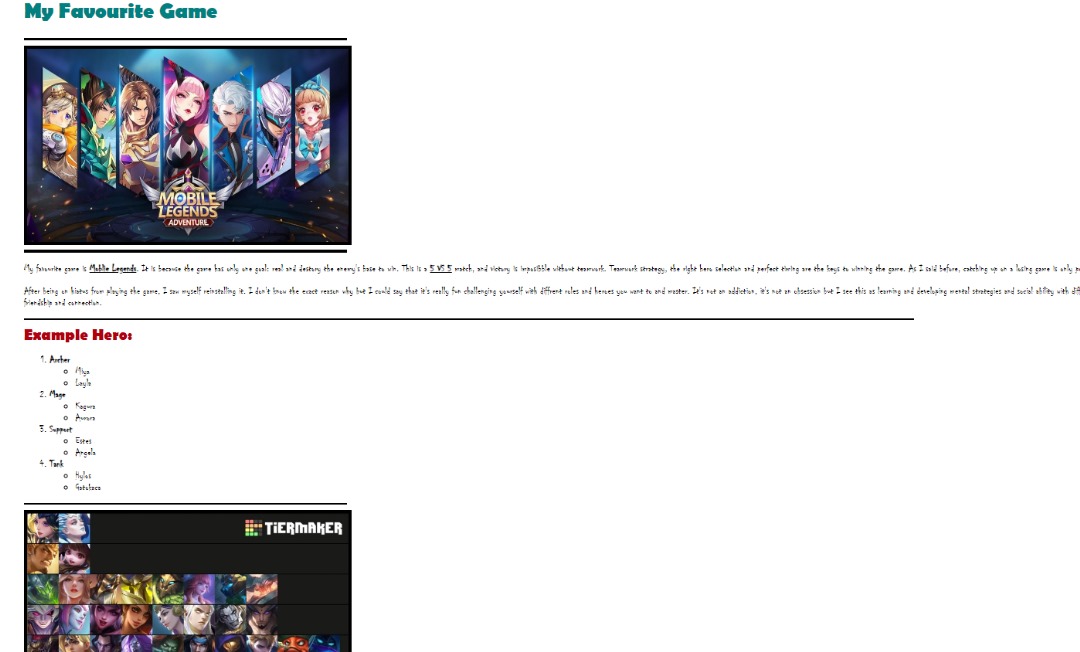 My Favourite Game
MOBILE
LEGENDS
ADVENTURE
My favourite game is Mobile Legends. It is because the game has only one goal: real and destory the enemy's base to win. This is a 5 VS 5 match, and victory is impossible without teamwork. Teamwork strategy, the right hero selection and perfect timing are the keys to winning the game. As I said before, catching up on a losing game is only
After being on hiatus from playing the game, I saw myself reinstalling it. I don't know the exact reason why but I could say that it's really fun challenging yourself with diffrent roles and heroes you want to and master. It's not an addiction, it's not an obsession but I see this as learning and developing mental strategies and social ability with
friendship and connection.
Example Hero:
1. Archer
Miya
Layla
2. Mage
Kagura
Aurora
3. Support
Estes
Angela
4. Tank
Hylos
Gatotkaca
TIERMAKER